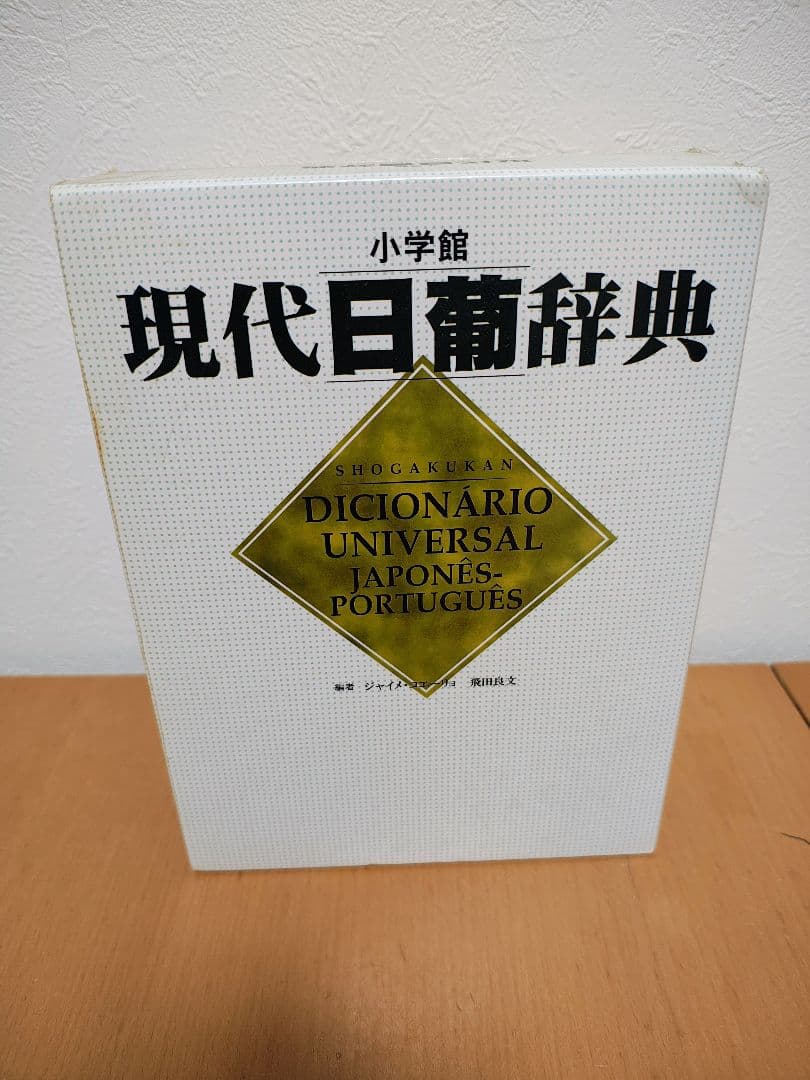 小学館
現代日葡辞典
SHOGAKUKAN
DICIONÁRIO
UNIVERSAL
JAPONÊS-
PORTUGUÊS
編者 ジャイメ・コエーリョ 飛田良文